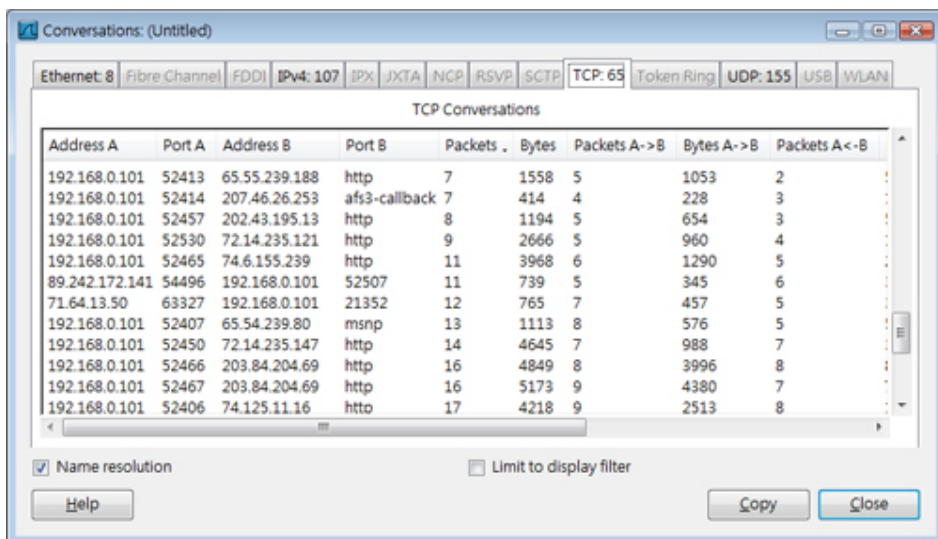 Conversations: (Untitled)
Ethernet: 8 Fibre Channel FDDI IPv4: 107 IPX JXTA NCP RSVP SCTP TCP: 65 Token Ring UDP: 155 USB WLAN
TCP Conversations
Address A Port A Address B Port B Packets Bytes Packets A->B Bytes A->B Packets A<-B
192.168.0.101 52413 65.55.239.188 http 7 1558 5 1053 2
192.168.0.101 52414 207.46.26.253 afs3-callback 7 414 4 228 3
192.168.0.101 52457 202.43.195.13 http 8 1194 5 654 3
192.168.0.101 52530 72.14.235.121 http 9 2666 5 960 4
192.168.0.101 52465 74.6.155.239 http 11 3968 6 1290 5
89.242.172.141 54496 192.168.0.101 52507 11 739 5 345 6
71.64.13.50 63327 192.168.0.101 21352 12 765 7 457 5
192.168.0.101 52407 65.54.239.80 msnp 13 1113 8 576 5
192.168.0.101 52450 72.14.235.147 http 14 4645 7 988 7
192.168.0.101 52466 203.84.204.69 http 16 4849 8 3996 8
192.168.0.101 52467 203.84.204.69 http 16 5173 9 4380 7
192.168.0.101 52406 74.125.11.16 http 17 4218 9 2513 8
Name resolution Limit to display filter
Help Copy Close